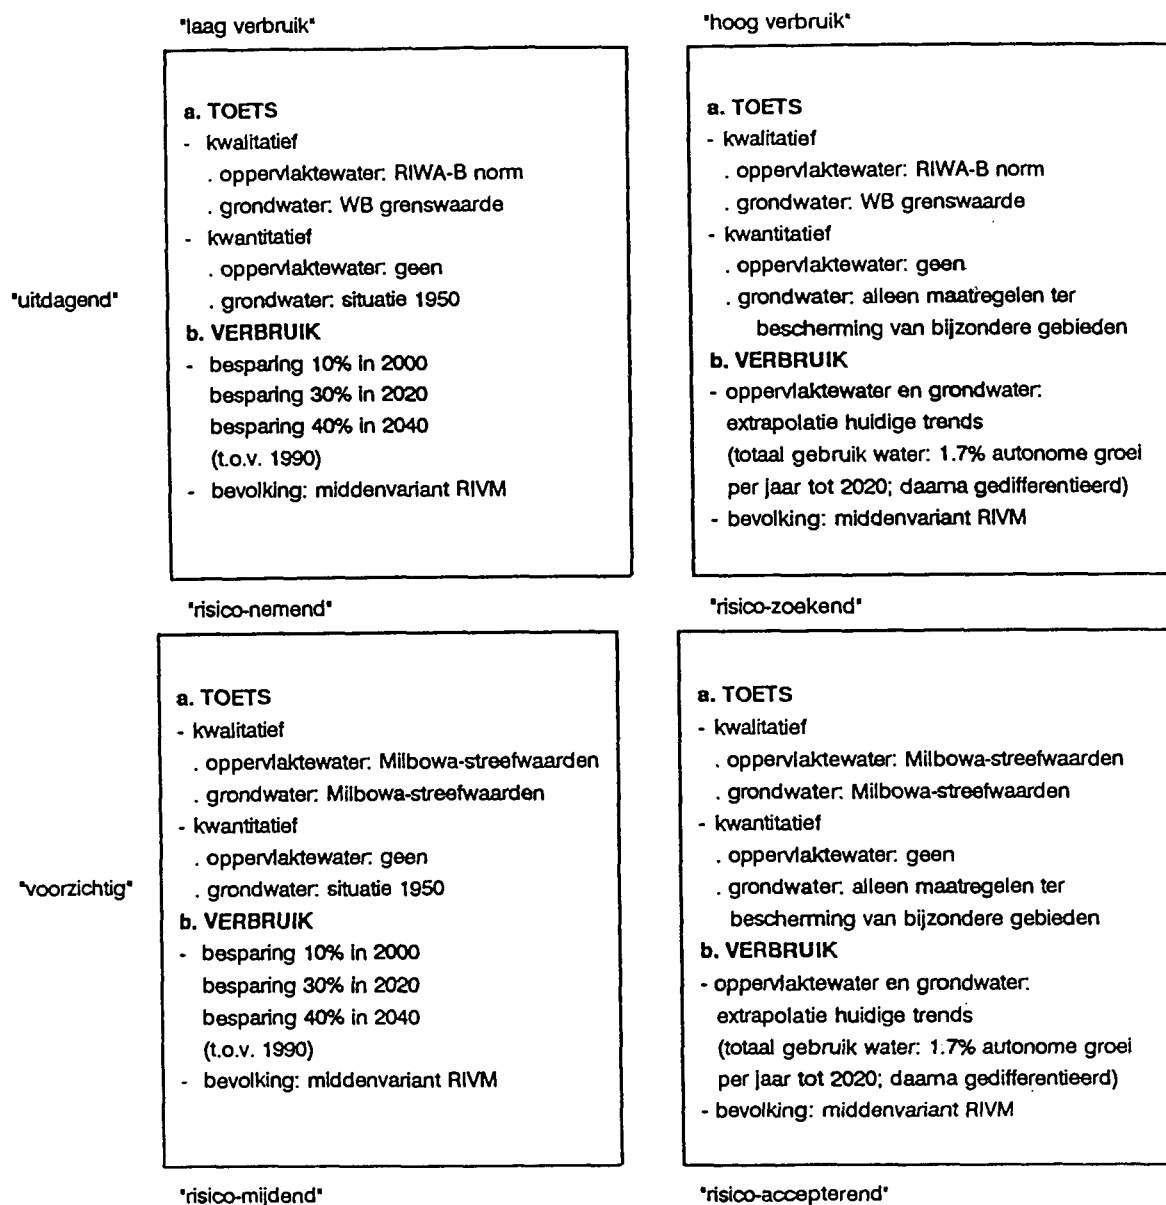 "laag verbruik"
"hoog verbruik"
"uitdagend"
a. TOETS
- kwalitatief
. oppervlaktewater: RIWA-B norm
. grondwater: WB grenswaarde
- kwantitatief
. oppervlaktewater: geen
. grondwater: situatie 1950
b. VERBRUIK
- besparing 10% in 2000
besparing 30% in 2020
besparing 40% in 2040
(t.o.v. 1990)
- bevolking: middenvariant RIVM
"risico-nemend"
a. TOETS
- kwalitatief
. oppervlaktewater: RIWA-B norm
. grondwater: WB grenswaarde
- kwantitatief
. oppervlaktewater: geen
. grondwater: alleen maatregelen ter
bescherming van bijzondere gebieden
b. VERBRUIK
- oppervlaktewater en grondwater:
extrapolatie huidige trends
(totaal gebruik water: 1.7% autonome groei
per jaar tot 2020; daarna gedifferentieerd)
- bevolking: middenvariant RIVM
"risico-zoekend"
"voorzichtig"
a. TOETS
- kwalitatief
. oppervlaktewater: Milbowa-streefwaarden
. grondwater: Milbowa-streefwaarden
- kwantitatief
. oppervlaktewater: geen
. grondwater: situatie 1950
b. VERBRUIK
- besparing 10% in 2000
besparing 30% in 2020
besparing 40% in 2040
(t.o.v. 1990)
- bevolking: middenvariant RIVM
"risico-mijdend"
a. TOETS
- kwalitatief
. oppervlaktewater: Milbowa-streefwaarden
. grondwater: Milbowa-streefwaarden
- kwantitatief
. oppervlaktewater: geen
. grondwater: alleen maatregelen ter
bescherming van bijzondere gebieden
b. VERBRUIK
- oppervlaktewater en grondwater:
extrapolatie huidige trends
(totaal gebruik water: 1.7% autonome groei
per jaar tot 2020; daarna gedifferentieerd)
- bevolking: middenvariant RIVM
"risico-accepterend"